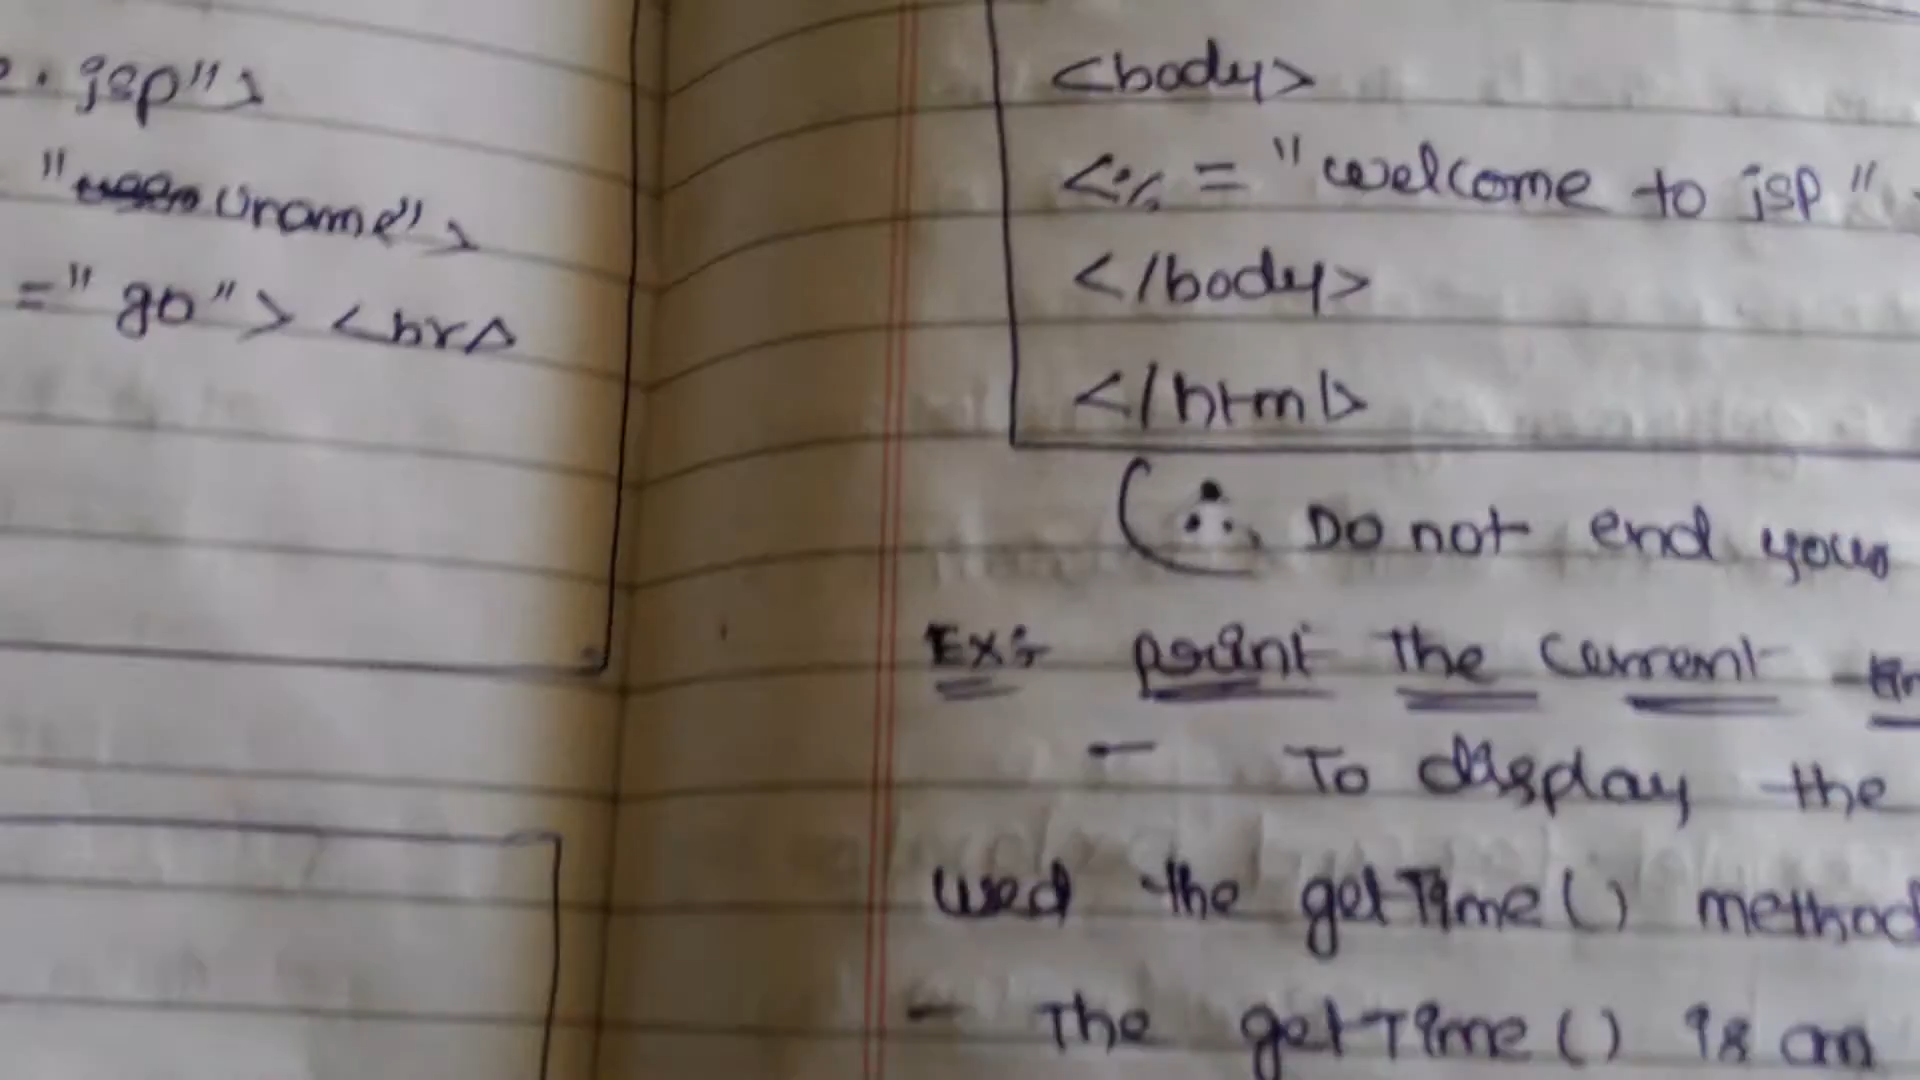 . jsp">
" uname">
=" go"> <br>
<body>
<%= "welcome to jsp"
</body>
</html>
(∴ Do not end your
Ex:- print the current
- To display the
used the getTime() method
- The getTime() is an